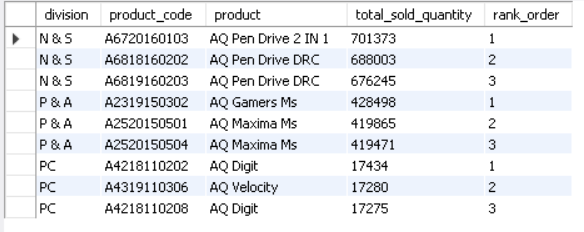 division product_code product total_sold_quantity rank_order
N & S A6720160103 AQ Pen Drive 2 IN 1 701373 1
N & S A6818160202 AQ Pen Drive DRC 688003 2
N & S A6819160203 AQ Pen Drive DRC 676245 3
P & A A2319150302 AQ Gamers Ms 428498 1
P & A A2520150501 AQ Maxima Ms 419865 2
P & A A2520150504 AQ Maxima Ms 419471 3
PC A4218110202 AQ Digit 17434 1
PC A4319110306 AQ Velocity 17280 2
PC A4218110208 AQ Digit 17275 3